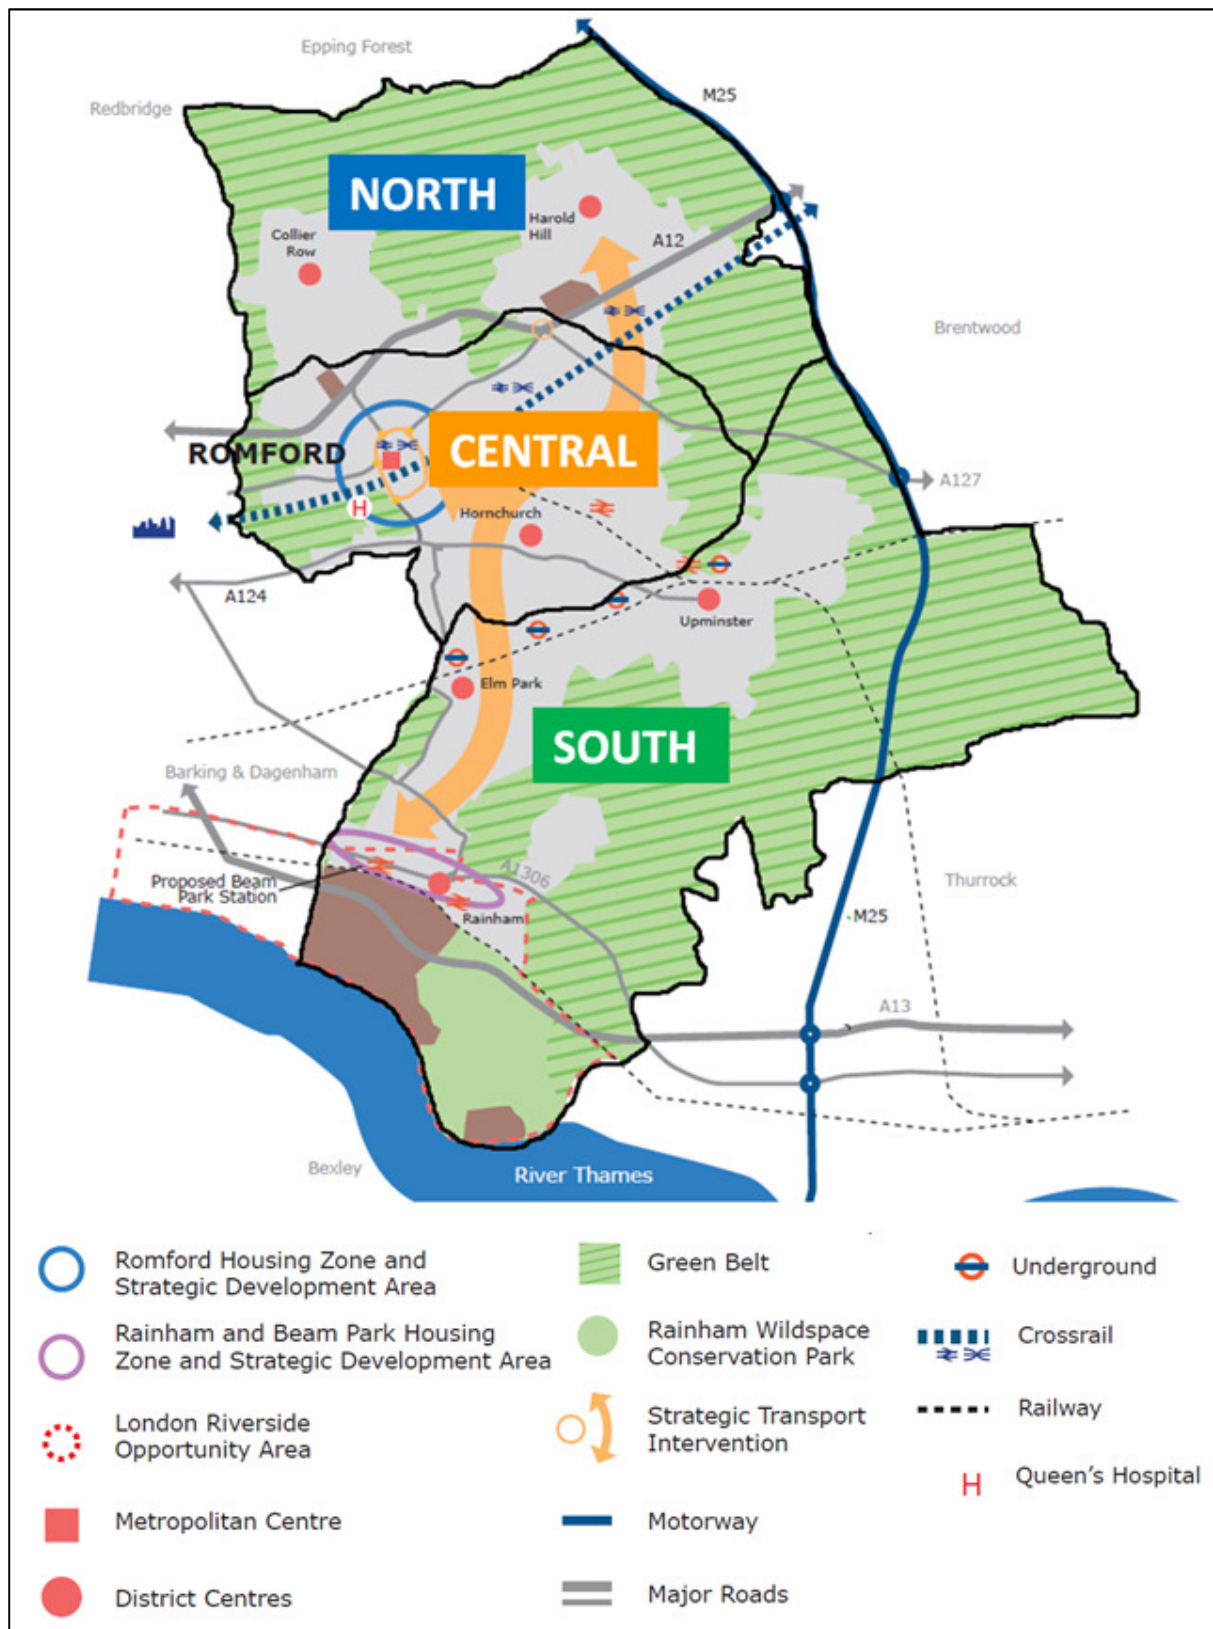 Epping Forest
Redbridge
M25
NORTH
Harold
Hill
Collier
Row
A12
Brentwood
ROMFORD
CENTRAL
A127
H
Hornchurch
A124
Upminster
Elm Park
SOUTH
Barking & Dagenham
A1306
Proposed Beam
Park Station
Thurrock
Rainham
M25
A13
Bexley
River Thames
Romford Housing Zone and
Strategic Development Area
Rainham and Beam Park Housing
Zone and Strategic Development Area
London Riverside
Opportunity Area
Metropolitan Centre
District Centres
Green Belt
Rainham Wildspace
Conservation Park
Strategic Transport
Intervention
Motorway
Major Roads
Underground
Crossrail
Railway
H
Queen's Hospital